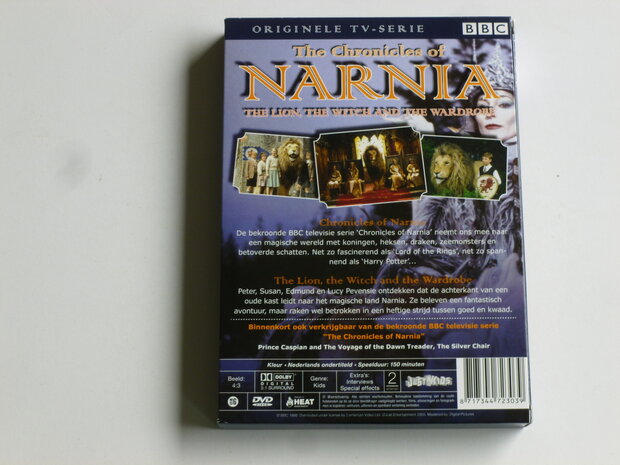 ORIGINELE TV-SERIE
BBC
The Chronicles of
NARNIA
THE LION, THE WITCH AND THE WARDROBE
Chronicles of Narnia
De bekroonde BBC televisie serie 'Chronicles of Narnia' neemt ons mee naar
een magische wereld met koningen, heksen, draken, zeemonsters en
betoverde schatten. Net zo fascinerend als 'Lord of the Rings', net zo span-
nend als 'Harry Potter'...
The Lion, the Witch and the Wardrobe
Peter, Susan, Edmund en Lucy Pevensie ontdekken dat de achterkant van een
oude kast leidt naar het magische land Narnia. Ze beleven een fantastisch
avontuur, maar raken wel betrokken in een heftige strijd tussen goed en kwaad.
Binnenkort ook verkrijgbaar van de bekroonde BBC televisie serie
"The Chronicles of Narnia"
Prince Caspian and The Voyage of the Dawn Treader, The Silver Chair
Kleur • Nederlands ondertiteld • Speelduur: 150 minuten
Beeld:
4:3
DOLBY
DIGITAL
Genre:
Kids
Extra's:
Interviews
Special effects
2
JUST4KIDS
DVD
HEAT
8 717344 723039